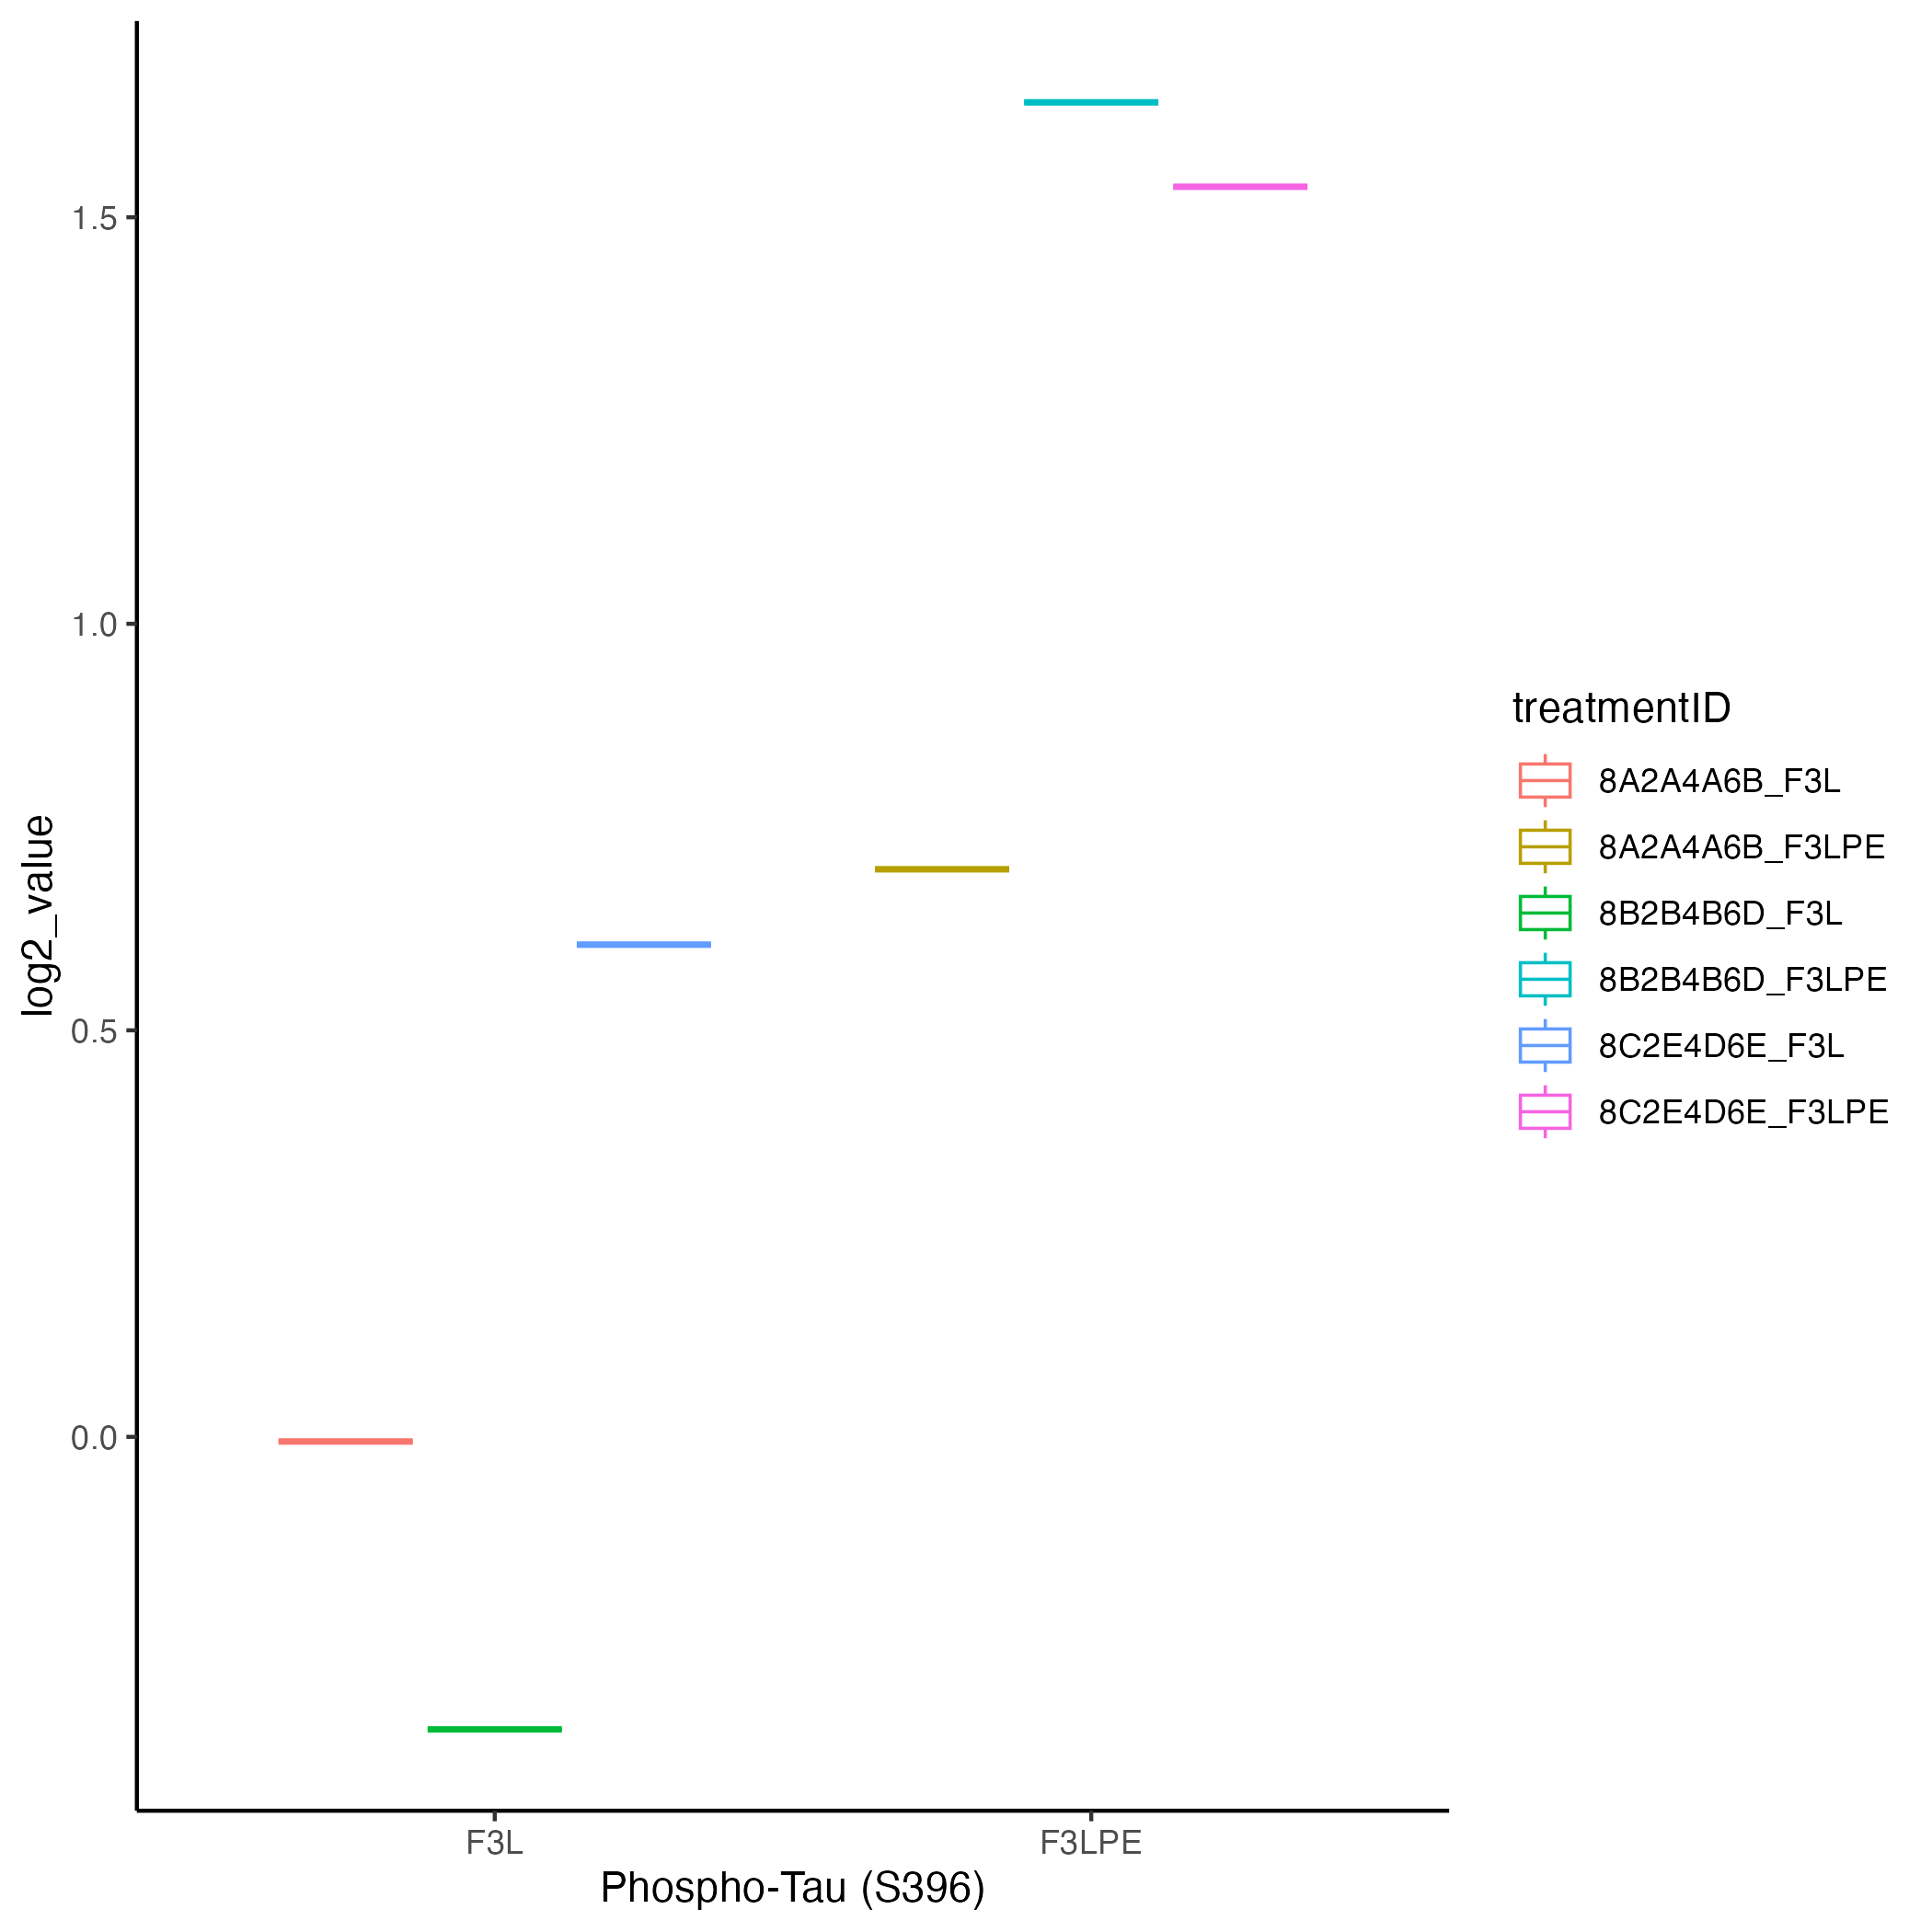 log2_value
1.5
1.0
0.5
0.0
F3L
F3LPE
Phospho-Tau (S396)
treatmentID
8A2A4A6B_F3L
8A2A4A6B_F3LPE
8B2B4B6D_F3L
8B2B4B6D_F3LPE
8C2E4D6E_F3L
8C2E4D6E_F3LPE